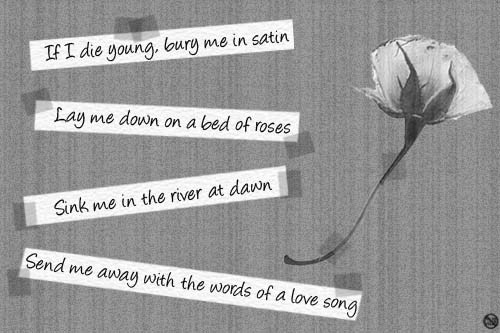 If I die young, bury me in satin
Lay me down on a bed of roses
Sink me in the river at dawn
Send me away with the words of a love song